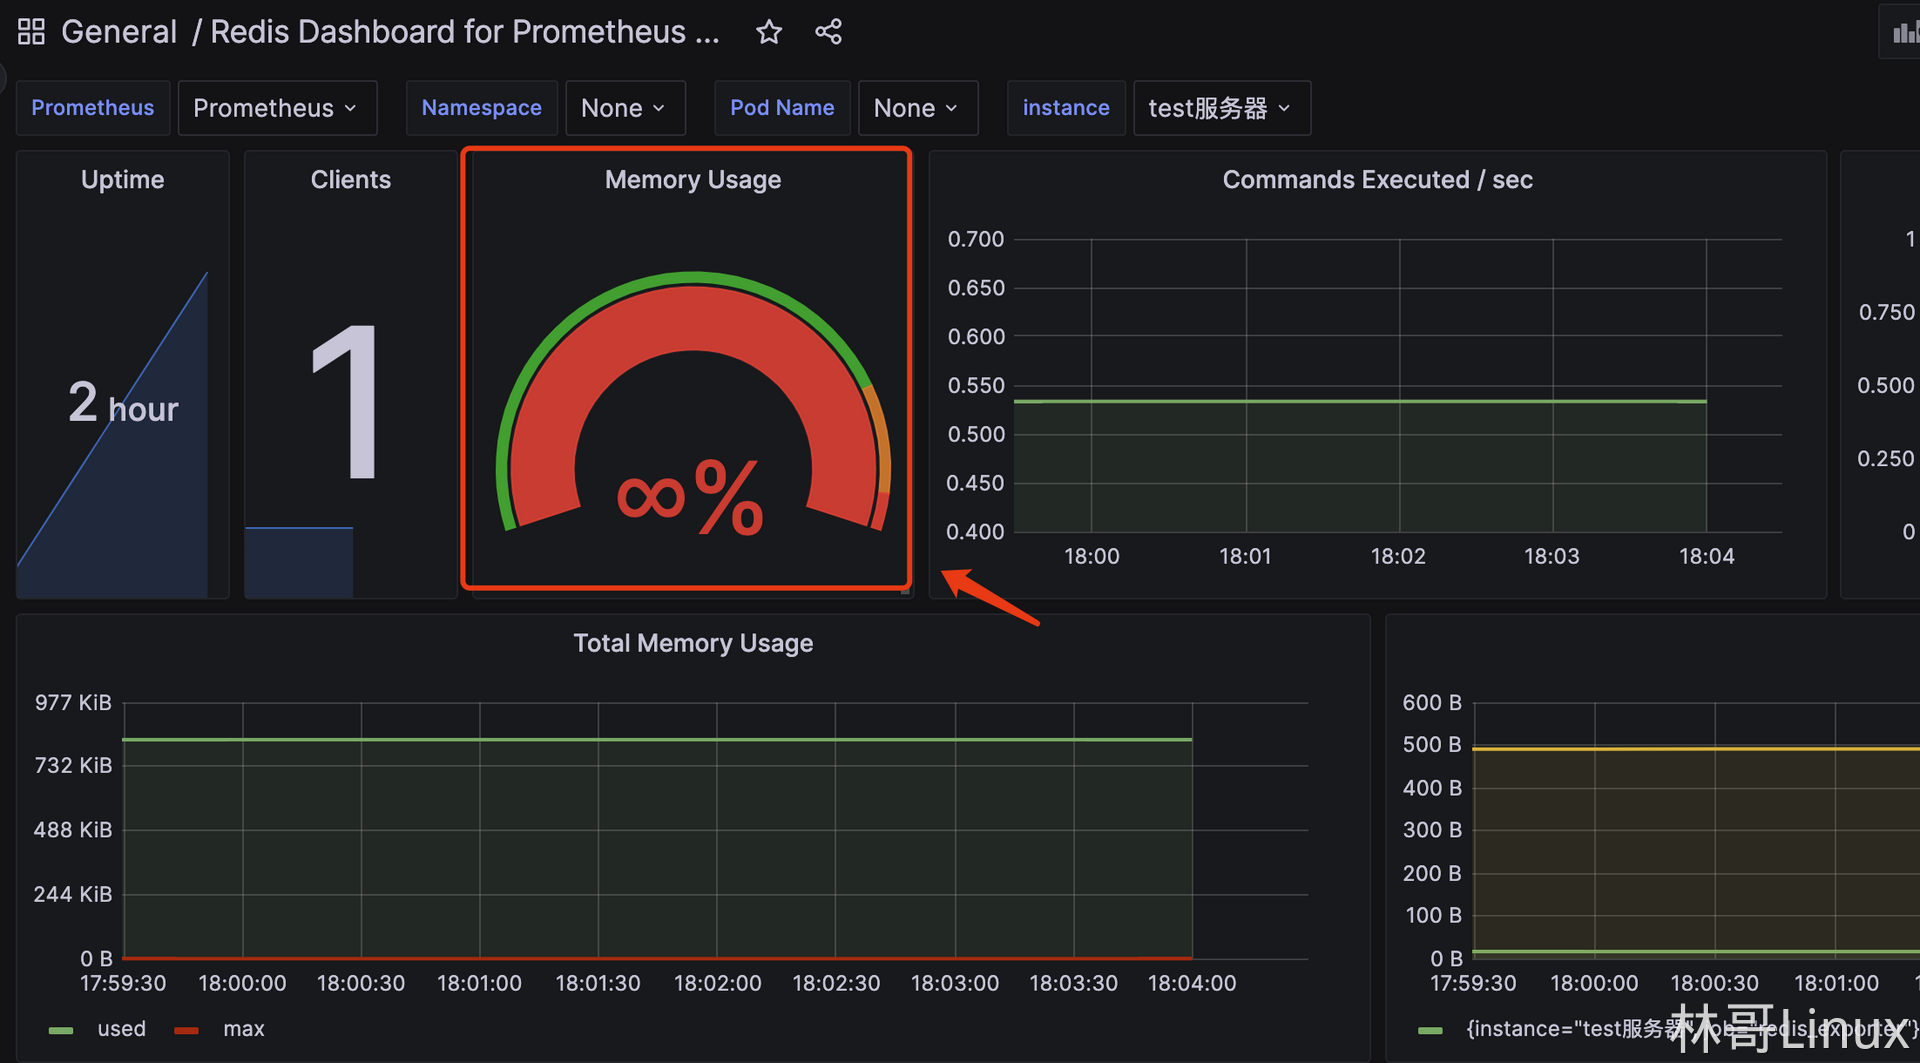 General / Redis Dashboard for Prometheus ...
Prometheus Prometheus Namespace None Pod Name None instance test服务器
Uptime
2 hour
Clients
1
Memory Usage
∞%
Commands Executed / sec
0.700
0.650
0.600
0.550
0.500
0.450
0.400
18:00 18:01 18:02 18:03 18:04
1
0.750
0.500
0.250
0
Total Memory Usage
977 KiB
732 KiB
488 KiB
244 KiB
0 B
17:59:30 18:00:00 18:00:30 18:01:00 18:01:30 18:02:00 18:02:30 18:03:00 18:03:30 18:04:00
used max
600 B
500 B
400 B
300 B
200 B
100 B
0 B
17:59:30 18:00:00 18:00:30 18:01:00
{instance="test服务器", job="redis_exporter"}
林哥Linux